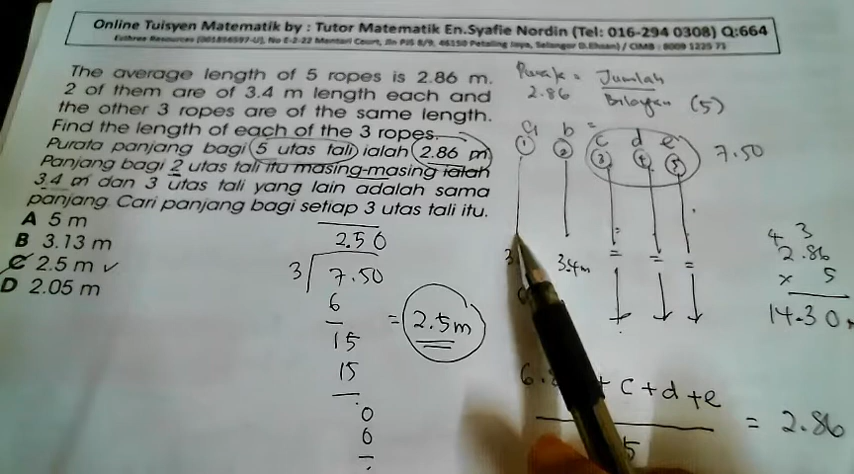 Online Tuisyen Matematik by : Tutor Matematik En.Syafie Nordin (Tel: 016-294 0308) Q:664
The average length of 5 ropes is 2.86 m.
2 of them are of 3.4 m length each and
the other 3 ropes are of the same length.
Find the length of each of the 3 ropes.
Purata panjang bagi 5 utas tali ialah 2.86 m
Panjang bagi 2 utas tali itu masing-masing ialah
3.4 m dan 3 utas tali yang lain adalah sama
panjang. Cari panjang bagi setiap 3 utas tali itu.
A 5 m
B 3.13 m
C 2.5 m ✓
D 2.05 m
2.50
3 7.50
6
15
15
0
0
= 2.5m
= Jumlah
2.86 (5)
a b c d e
1 2 3 4 5
7.50
3.4m
= = =
4 3
2.86
x 5
14.30
+ c + d + e
= 2.86
5